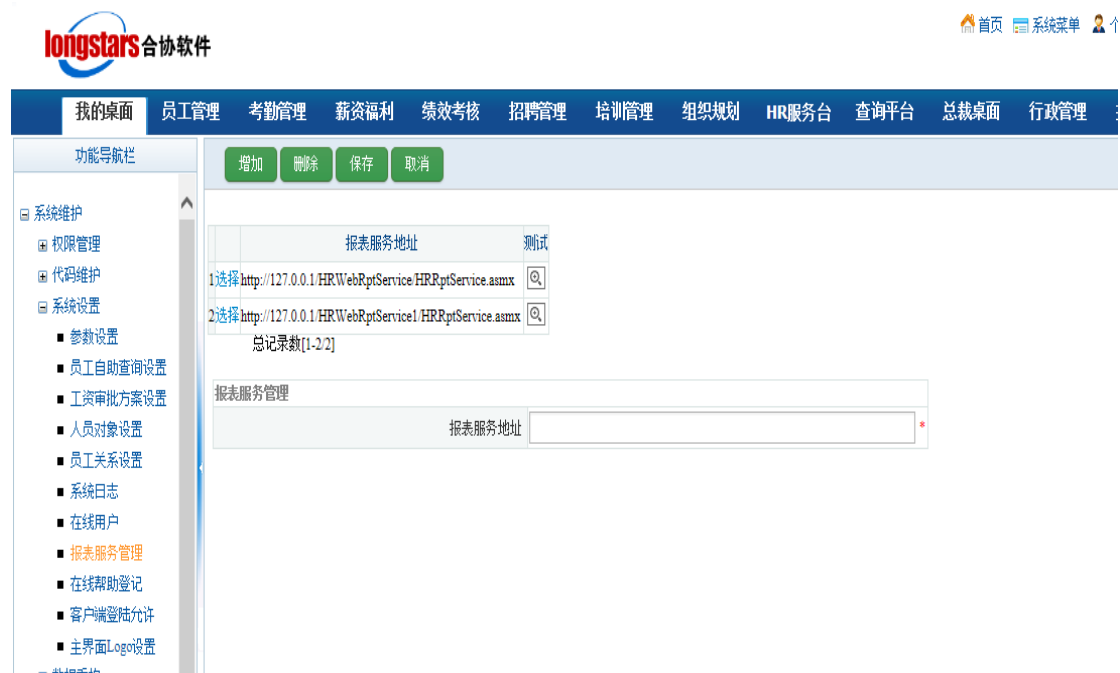 longstars合协软件
首页 系统菜单 个
我的桌面 员工管理 考勤管理 薪资福利 绩效考核 招聘管理 培训管理 组织规划 HR服务台 查询平台 总裁桌面 行政管理
功能导航栏
增加 删除 保存 取消
系统维护
权限管理
代码维护
系统设置
参数设置
员工自助查询设置
工资审批方案设置
人员对象设置
员工关系设置
系统日志
在线用户
报表服务管理
在线帮助登记
客户端登陆允许
主界面Logo设置
报表服务地址 测试
1选择http://127.0.0.1/HRWebRptService/HRRptService.asmx
2选择http://127.0.0.1/HRWebRptService1/HRRptService.asmx
总记录数[1-2/2]
报表服务管理
报表服务地址 *